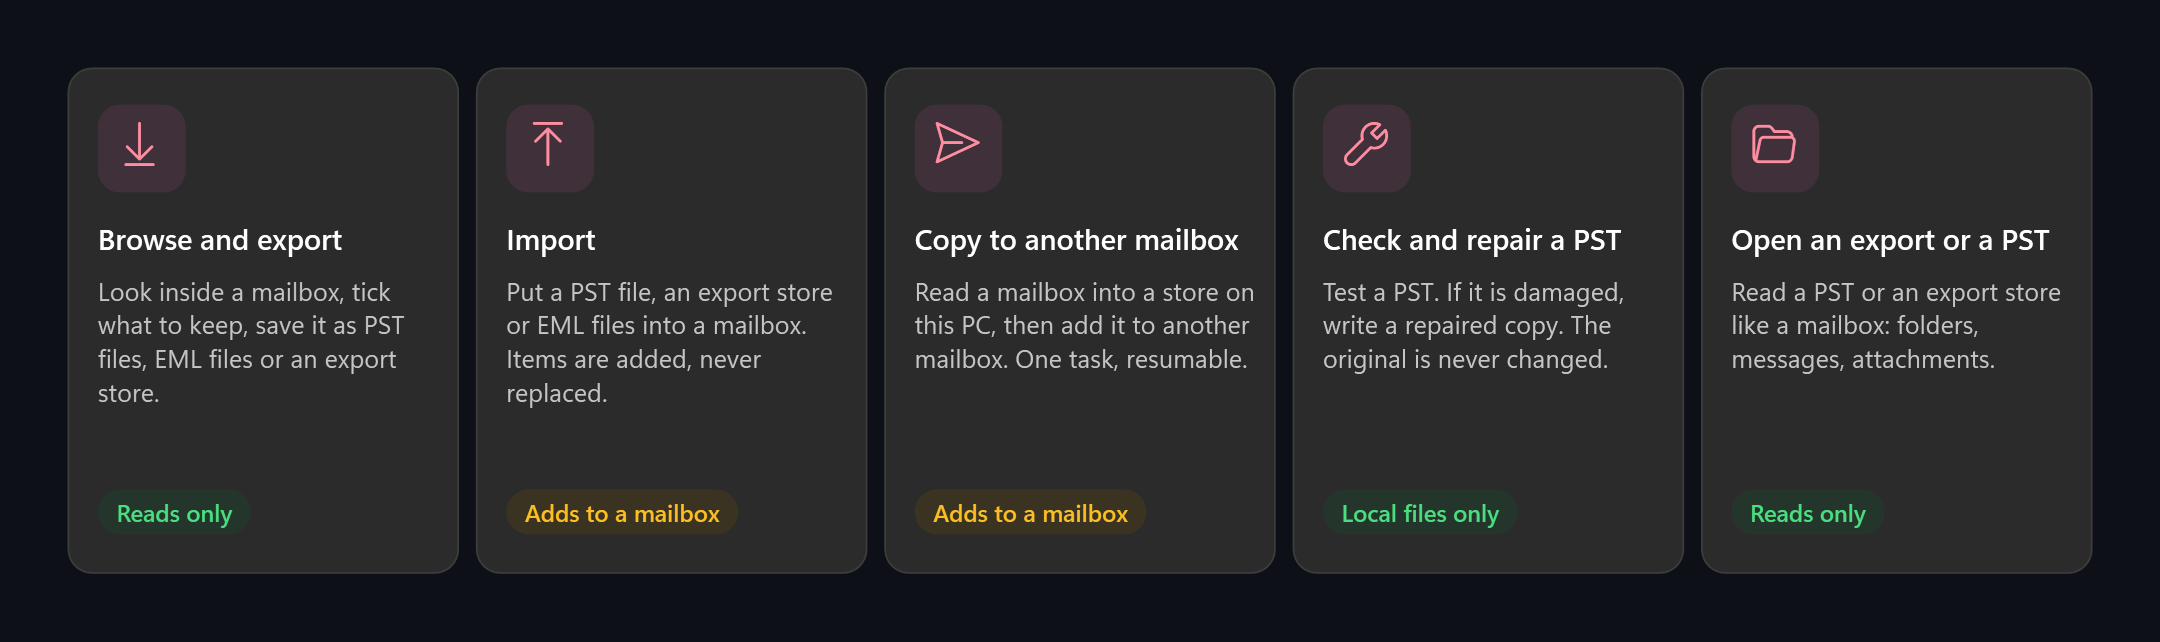 Browse and export
Look inside a mailbox, tick
what to keep, save it as PST
files, EML files or an export
store.
Reads only
Import
Put a PST file, an export store
or EML files into a mailbox.
Items are added, never
replaced.
Adds to a mailbox
Copy to another mailbox
Read a mailbox into a store on
this PC, then add it to another
mailbox. One task, resumable.
Adds to a mailbox
Check and repair a PST
Test a PST. If it is damaged,
write a repaired copy. The
original is never changed.
Local files only
Open an export or a PST
Read a PST or an export store
like a mailbox: folders,
messages, attachments.
Reads only